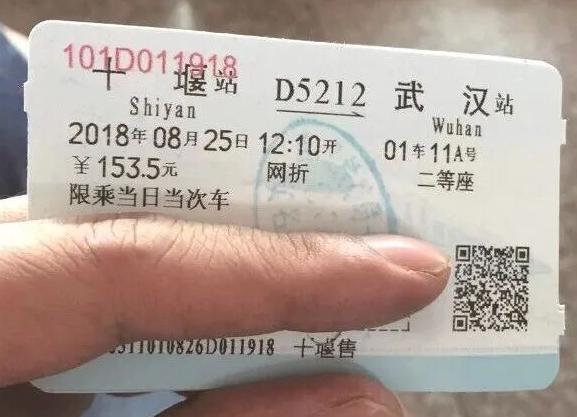 101D011918
十堰站 D5212 武汉站
Shiyan Wuhan
2018年08月25日 12:10开 01车11A号
¥153.5元 网折 二等座
限乘当日当次车
11010826D011918 十堰售